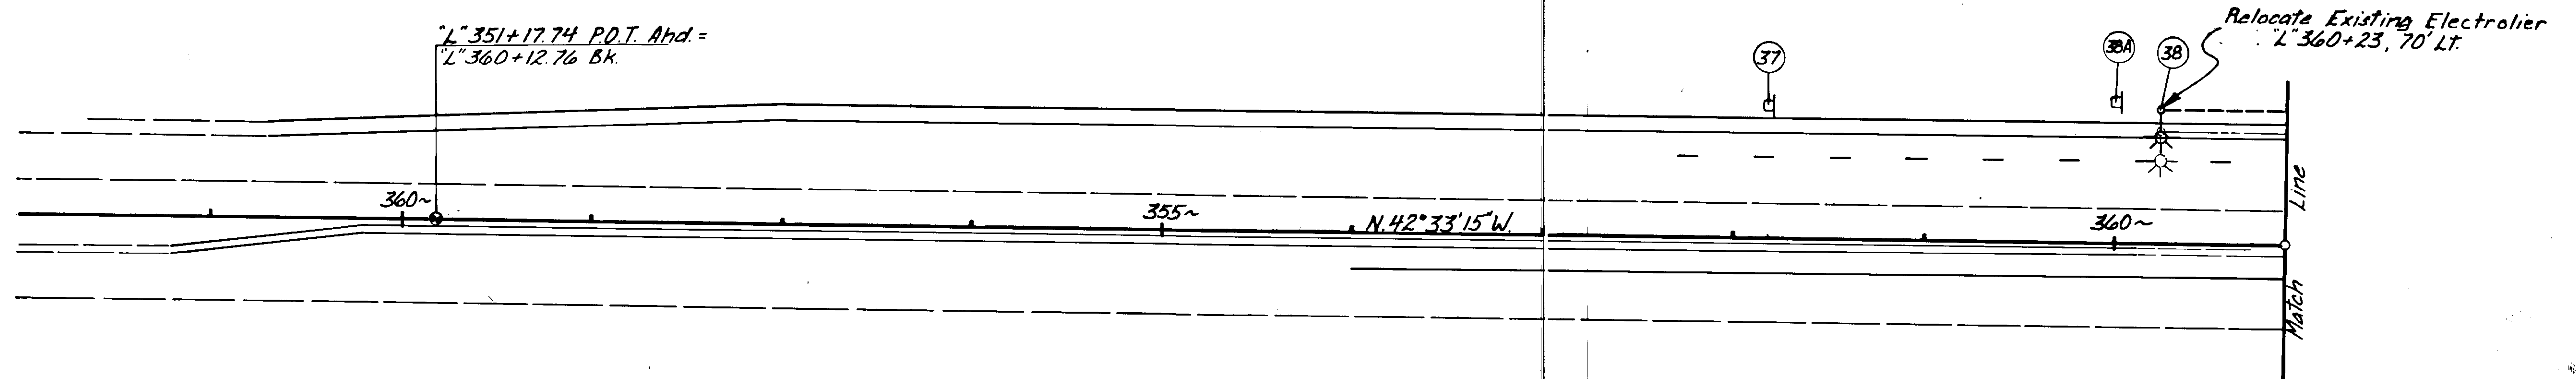 "L" 351+17.74 P.O.T. Ahd. =
"L" 360+12.76 Bk.
37
38A
38
Relocate Existing Electrolier
"L" 360+23, 70' Lt.
360~
355~
N.42°33'15"W.
360~
Match Line